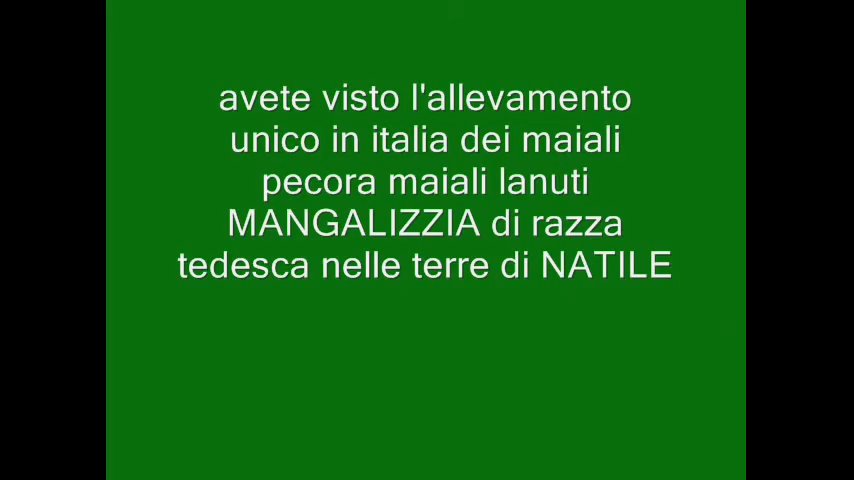 avete visto l'allevamento
unico in italia dei maiali
pecora maiali lanuti
MANGALIZZIA di razza
tedesca nelle terre di NATILE